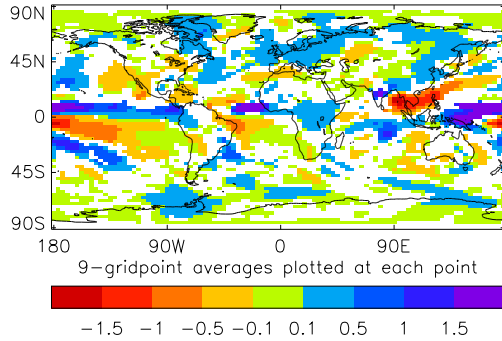 90N
45N
0
45S
90S
180 90W 0 90E
9-gridpoint averages plotted at each point
-1.5 -1 -0.5 -0.1 0.1 0.5 1 1.5